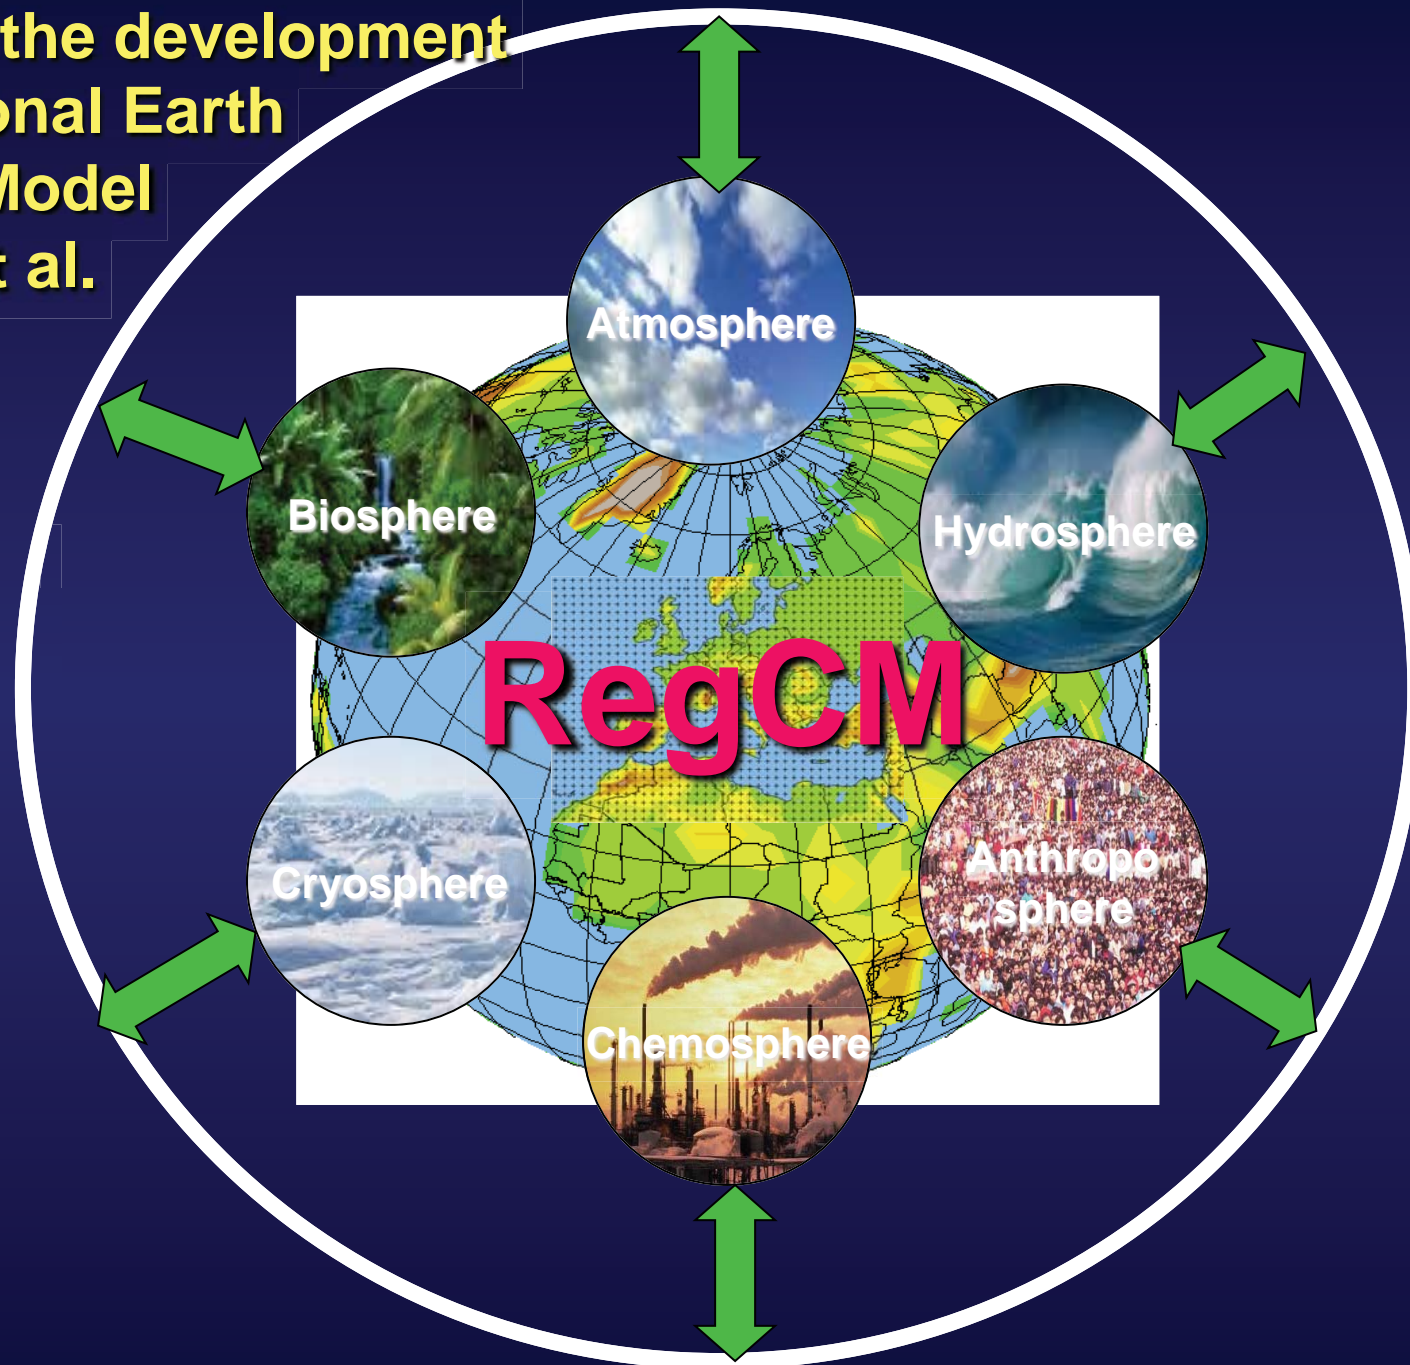 the development
onal Earth
Model
t al.
Atmosphere
Biosphere
Hydrosphere
RegCM
Cryosphere
Anthropo
sphere
Chemosphere